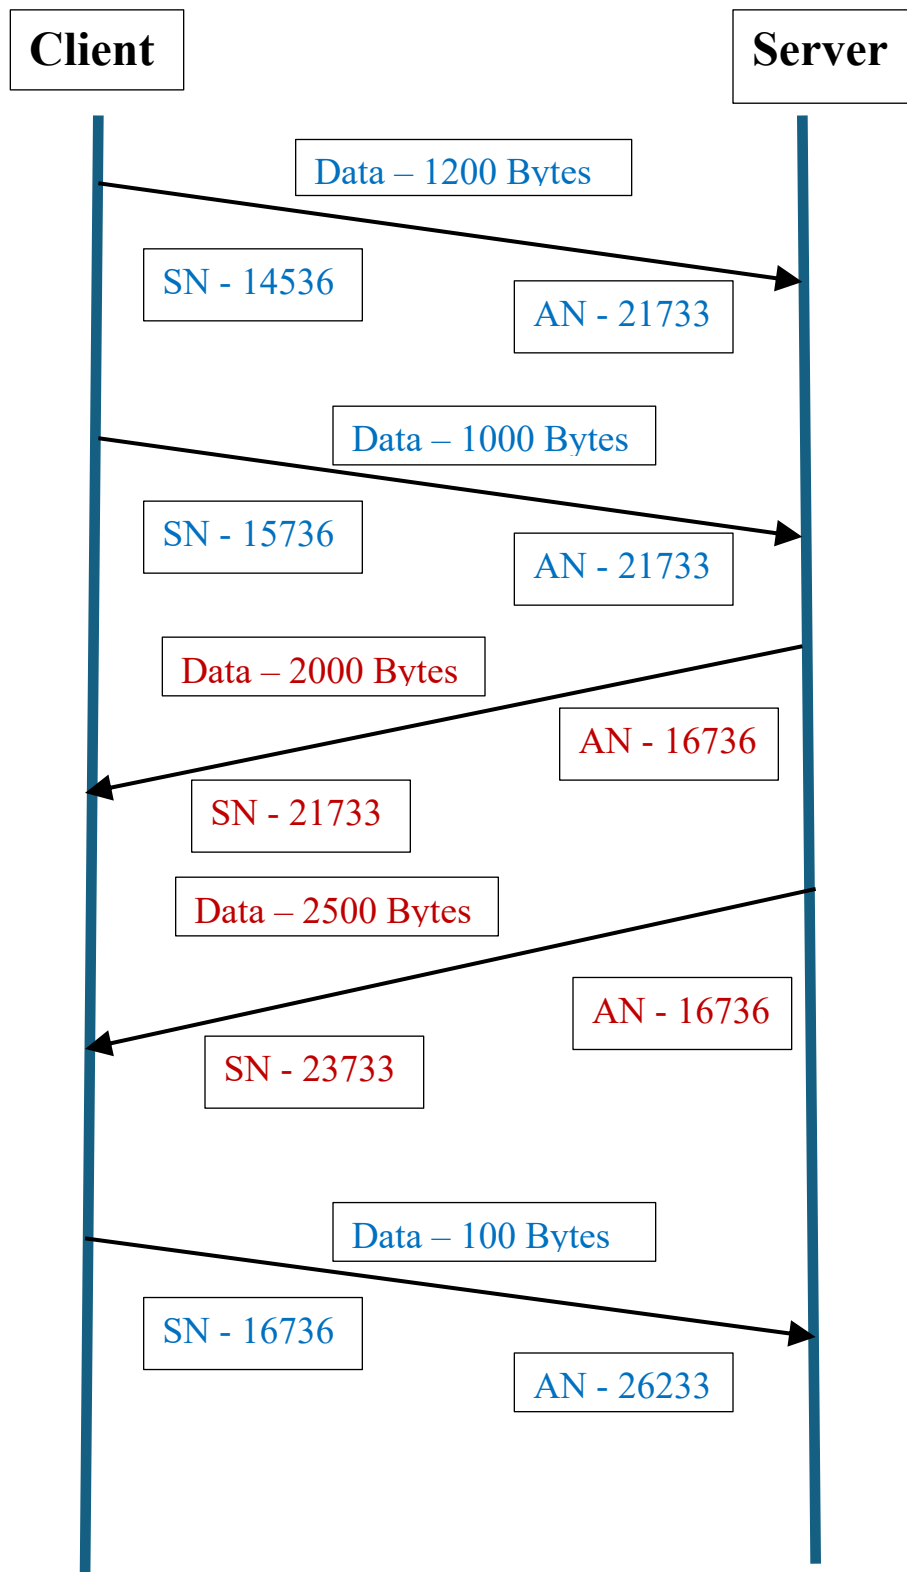 Client
Server
Data – 1200 Bytes
SN - 14536
AN - 21733
Data – 1000 Bytes
SN - 15736
AN - 21733
Data – 2000 Bytes
AN - 16736
SN - 21733
Data – 2500 Bytes
AN - 16736
SN - 23733
Data – 100 Bytes
SN - 16736
AN - 26233